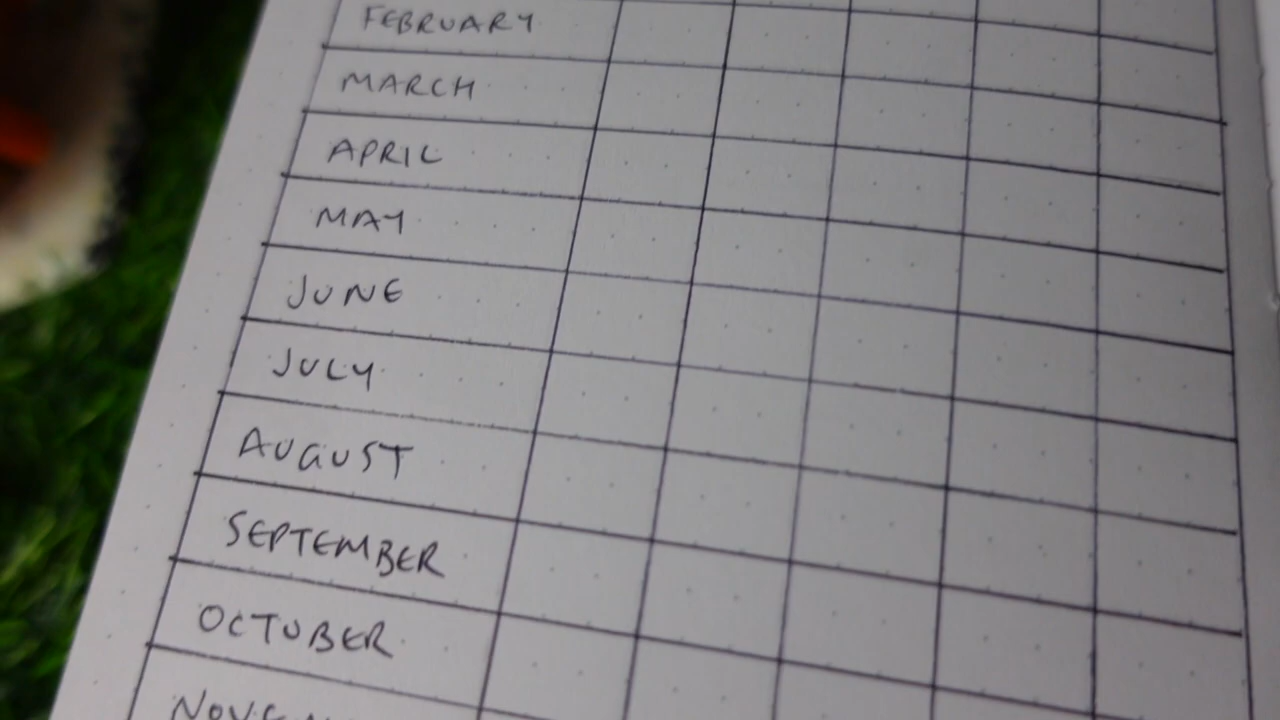 FEBRUARY
MARCH
APRIL
MAY
JUNE
JULY
AUGUST
SEPTEMBER
OCTOBER